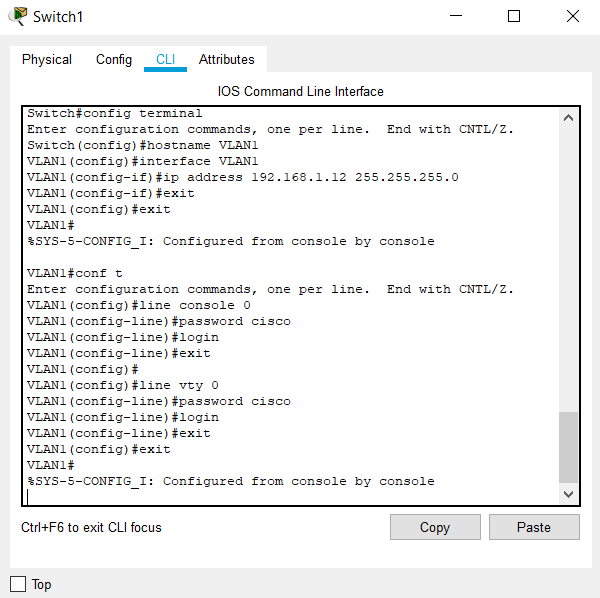 Switch1
Physical Config CLI Attributes
IOS Command Line Interface
Switch#config terminal
Enter configuration commands, one per line.  End with CNTL/Z.
Switch(config)#hostname VLAN1
VLAN1(config)#interface VLAN1
VLAN1(config-if)#ip address 192.168.1.12 255.255.255.0
VLAN1(config-if)#exit
VLAN1(config)#exit
VLAN1#
%SYS-5-CONFIG_I: Configured from console by console
VLAN1#conf t
Enter configuration commands, one per line.  End with CNTL/Z.
VLAN1(config)#line console 0
VLAN1(config-line)#password cisco
VLAN1(config-line)#login
VLAN1(config-line)#exit
VLAN1(config)#
VLAN1(config)#line vty 0
VLAN1(config-line)#password cisco
VLAN1(config-line)#login
VLAN1(config-line)#exit
VLAN1(config)#exit
VLAN1#
%SYS-5-CONFIG_I: Configured from console by console
Ctrl+F6 to exit CLI focus Copy Paste
Top